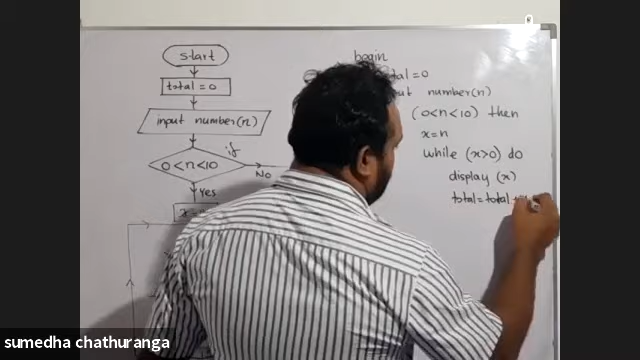 start
total = 0
input number(n)
if
0<n<10
No
Yes
begin
total = 0
number(n)
(0<n<10) then
x=n
while (x>0) do
display (x)
total=total
sumedha chathuranga